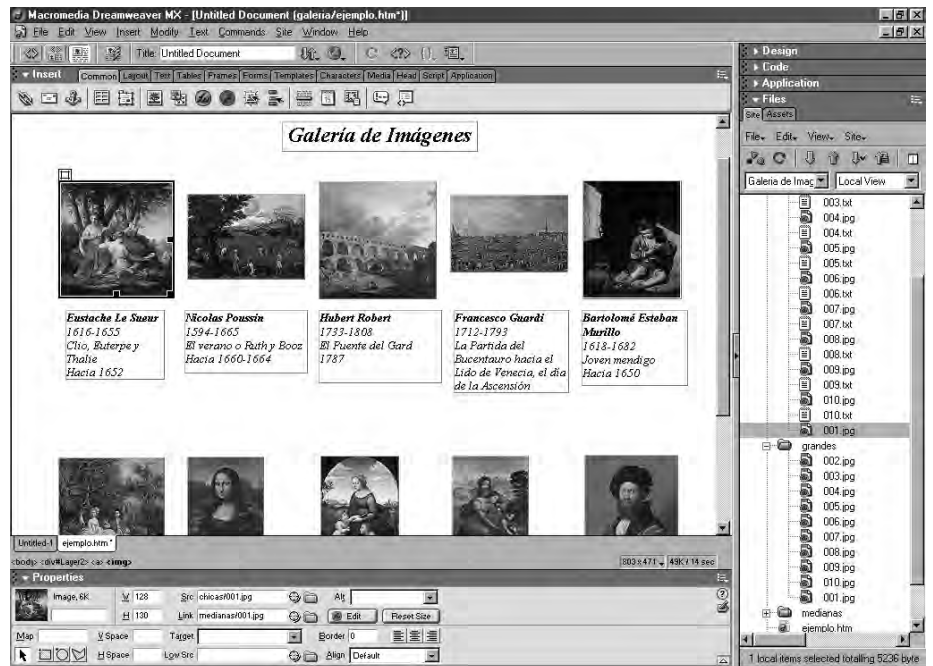 Macromedia Dreamweaver MX - [Untitled Document (galeria/ejemplo.htm*)]
File Edit View Insert Modify Text Commands Site Window Help
Title: Untitled Document
Insert Common Layout Text Tables Frames Forms Templates Characters Media Head Script Application
Galería de Imágenes
Eustache Le Sueur
1616-1655
Clio, Euterpe y
Thalie
Hacia 1652
Nicolas Poussin
1594-1665
El verano o Ruth y Booz
Hacia 1660-1664
Hubert Robert
1733-1808
El Puente del Gard
1787
Francesco Guardi
1712-1793
La Partida del
Bucentauro hacia el
Lido de Venecia, el día
de la Ascensión
Bartolomé Esteban
Murillo
1618-1682
Joven mendigo
Hacia 1650
Untitled-1 ejemplo.htm*
<body> <div#Layer2> <a> <img>
803 x 471 49K / 14 sec
Properties
Image, 6K W 128 Src chicas/001.jpg Alt
H 130 Link medianas/001.jpg Edit Reset Size
Map V Space Target Border 0
H Space Low Src Align Default
Design
Code
Application
Files
Site Assets
File Edit View Site
Galeria de Imag Local View
003.txt
004.jpg
004.txt
005.jpg
005.txt
006.jpg
006.txt
007.jpg
007.txt
008.jpg
008.txt
009.jpg
009.txt
010.jpg
010.txt
001.jpg
grandes
002.jpg
003.jpg
004.jpg
005.jpg
006.jpg
007.jpg
008.jpg
009.jpg
010.jpg
001.jpg
medianas
ejemplo.htm
1 local items selected totalling 5236 byte